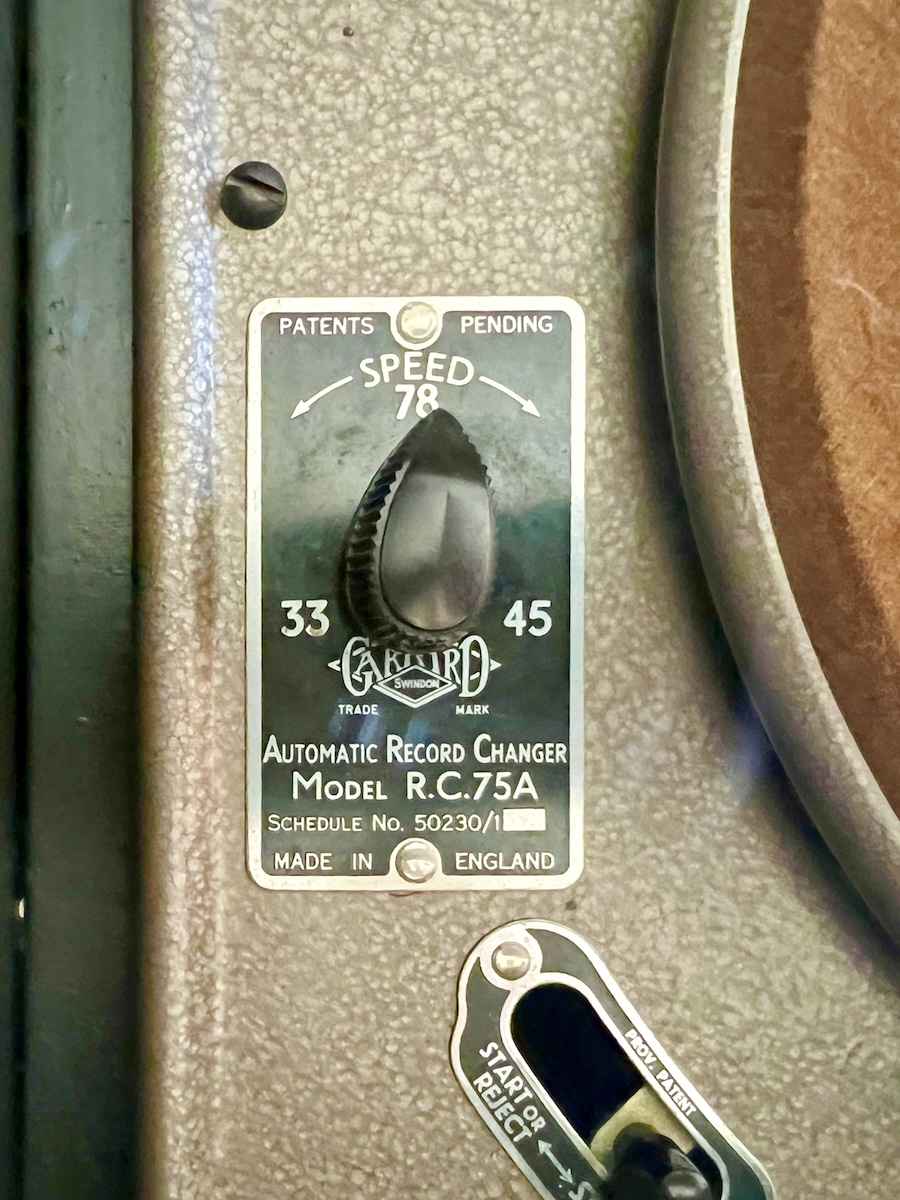 PATENTS PENDING
SPEED
78
33 45
GARRARD
SWINDON
TRADE MARK
AUTOMATIC RECORD CHANGER
MODEL R.C.75A
SCHEDULE No. 50230/1
MADE IN ENGLAND
PROV. PATENT
START OR
REJECT